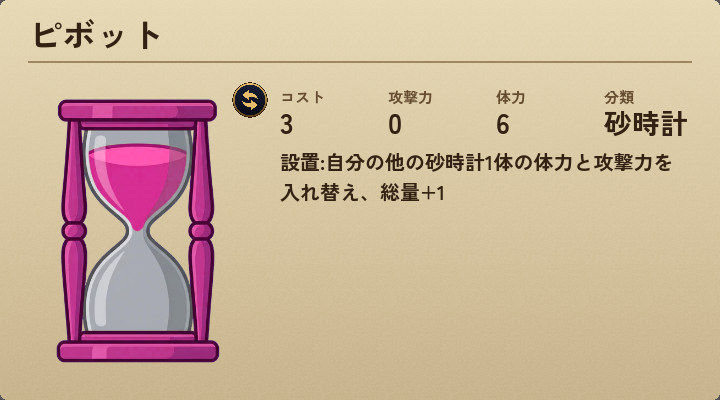 ピボット
コスト 攻撃力 体力 分類
3 0 6 砂時計
設置:自分の他の砂時計1体の体力と攻撃力を
入れ替え、総量+1